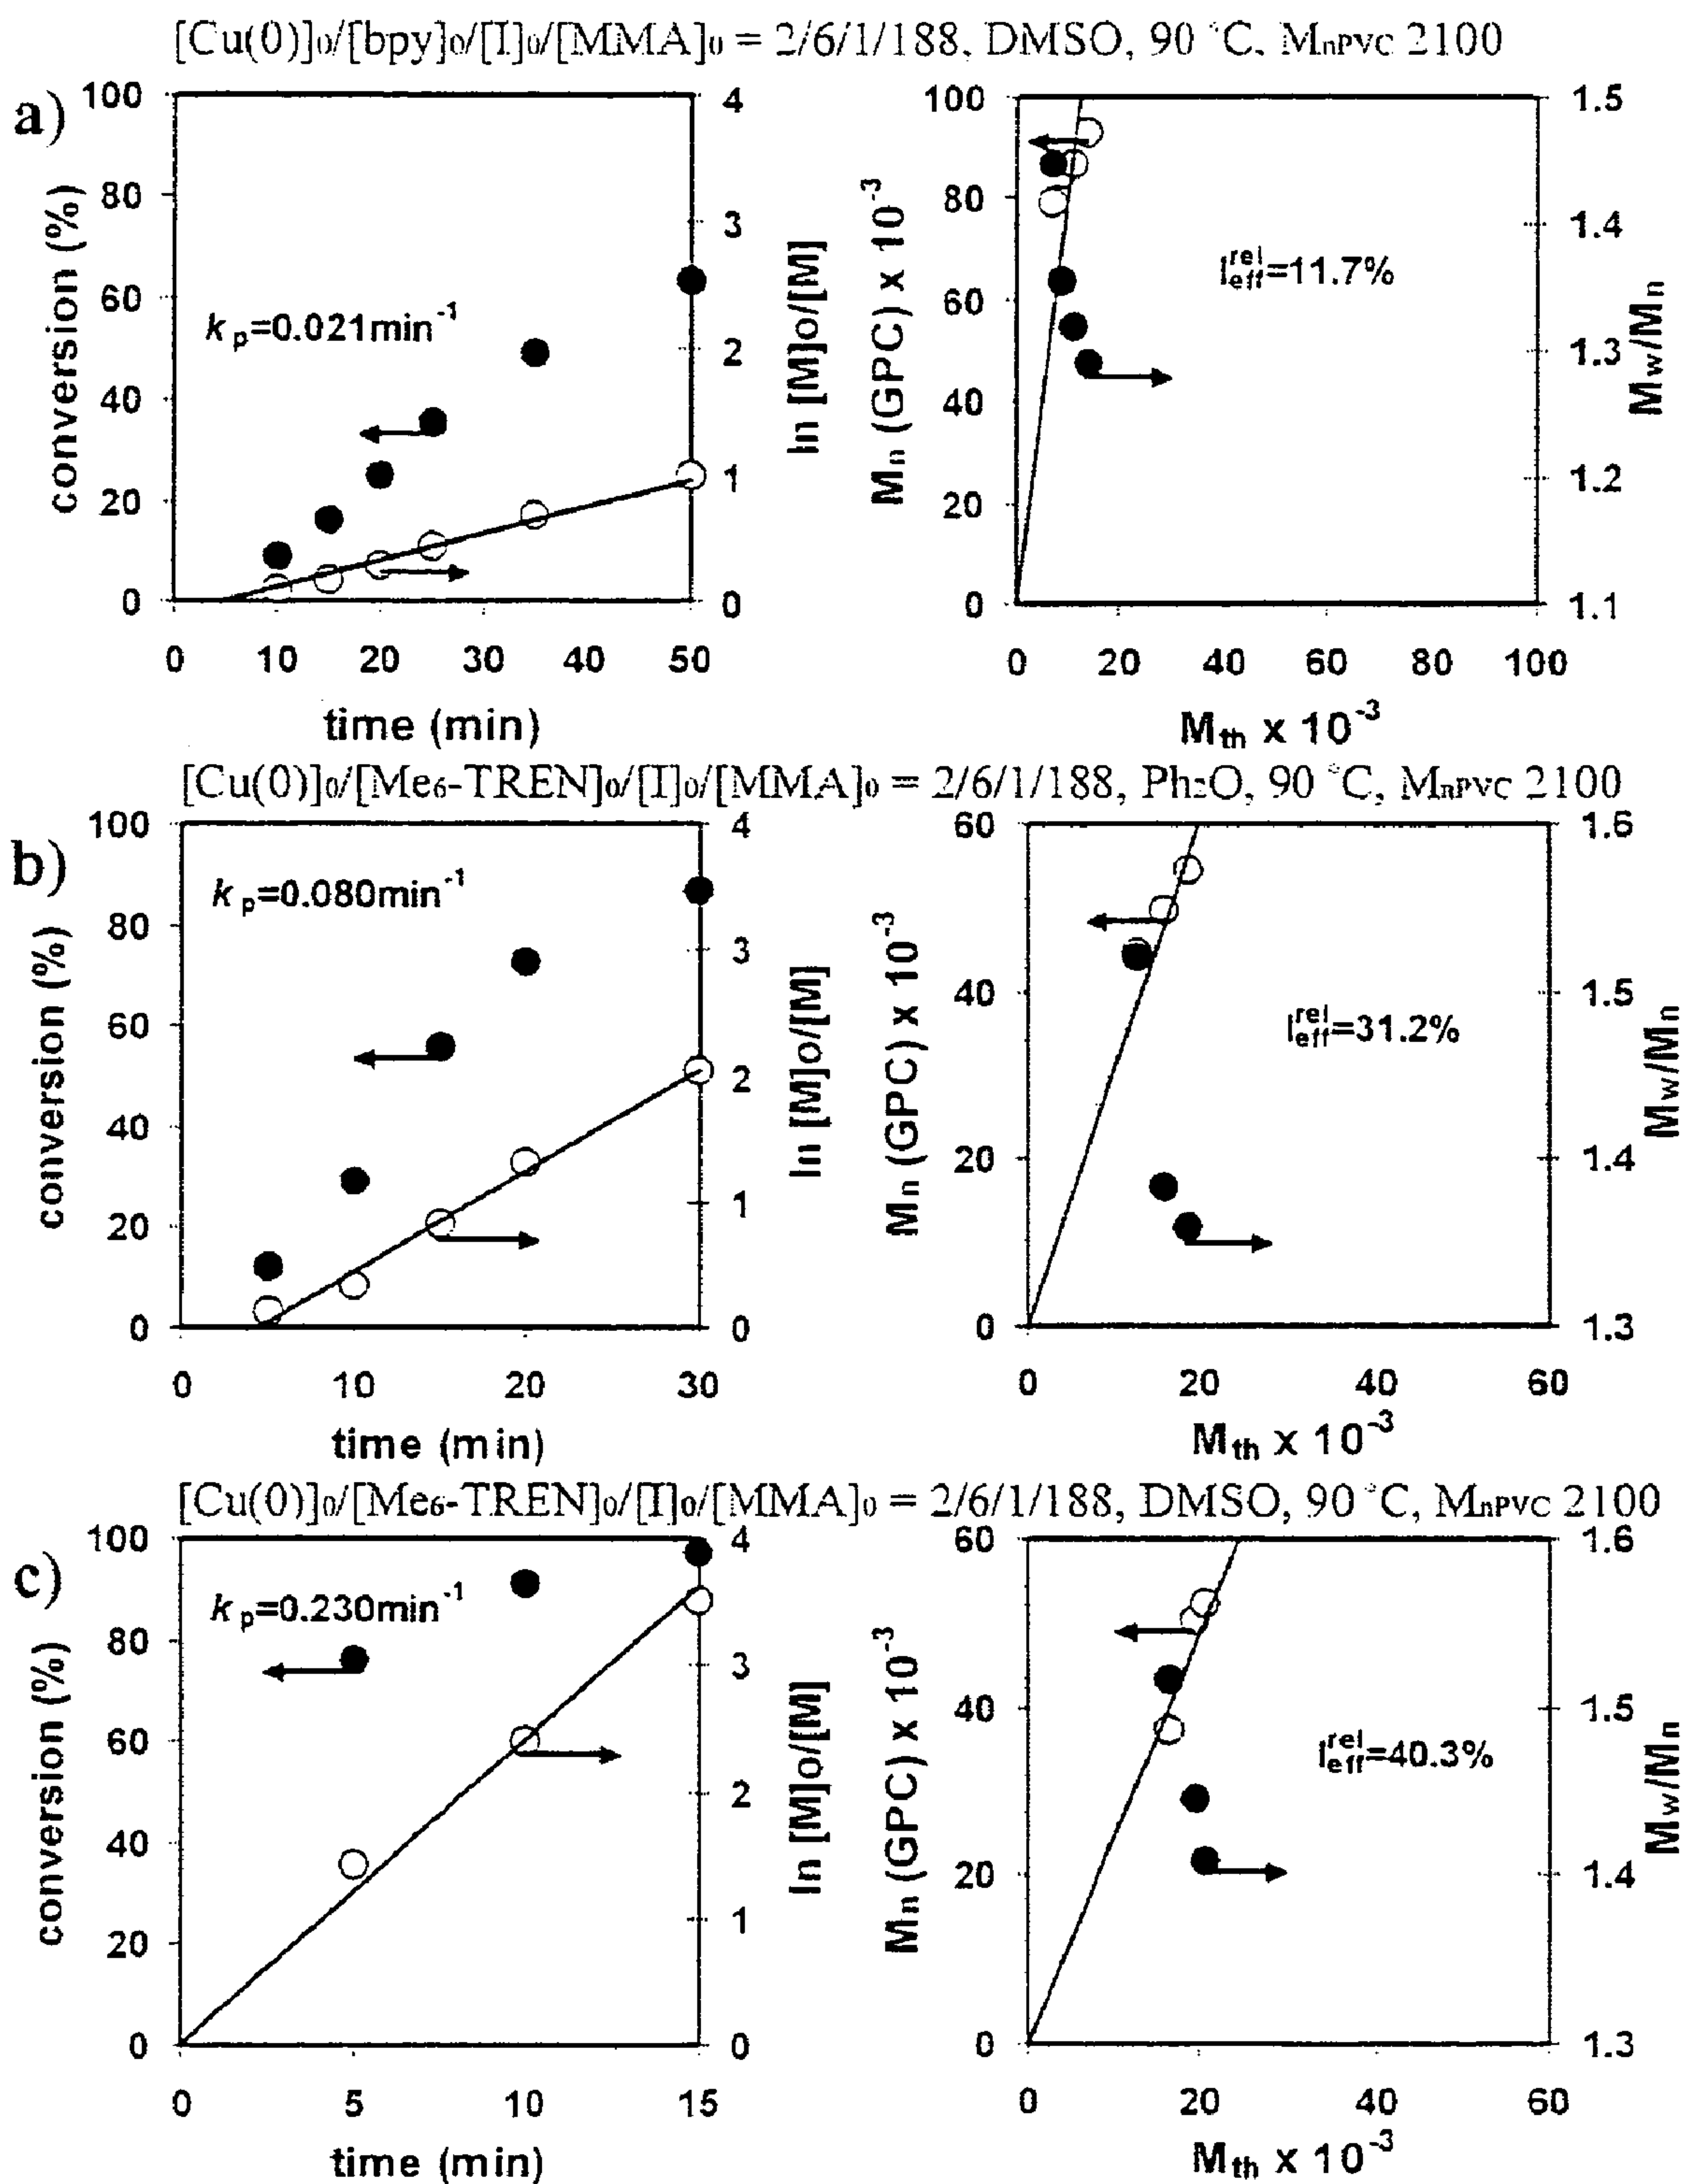 [Cu(0)]₀/[bpy]₀/[I]₀/[MMA]₀ = 2/6/1/188, DMSO, 90 °C, MnPVC 2100
a)
100
80
60
40
20
0
conversion (%)
kp=0.021min⁻¹
4
3
2
1
0
ln [M]o/[M]
0 10 20 30 40 50
time (min)
100
80
60
40
20
0
Mn (GPC) x 10⁻³
I_eff^rel=11.7%
1.5
1.4
1.3
1.2
1.1
Mw/Mn
0 20 40 60 80 100
Mth x 10⁻³
[Cu(0)]₀/[Me₆-TREN]₀/[I]₀/[MMA]₀ = 2/6/1/188, Ph₂O, 90 °C, MnPVC 2100
b)
100
80
60
40
20
0
conversion (%)
kp=0.080min⁻¹
4
3
2
1
0
ln [M]o/[M]
0 10 20 30
time (min)
60
40
20
0
Mn (GPC) x 10⁻³
I_eff^rel=31.2%
1.6
1.5
1.4
1.3
Mw/Mn
0 20 40 60
Mth x 10⁻³
[Cu(0)]₀/[Me₆-TREN]₀/[I]₀/[MMA]₀ = 2/6/1/188, DMSO, 90 °C, MnPVC 2100
c)
100
80
60
40
20
0
conversion (%)
kp=0.230min⁻¹
4
3
2
1
0
ln [M]o/[M]
0 5 10 15
time (min)
60
40
20
0
Mn (GPC) x 10⁻³
I_eff^rel=40.3%
1.6
1.5
1.4
1.3
Mw/Mn
0 20 40 60
Mth x 10⁻³